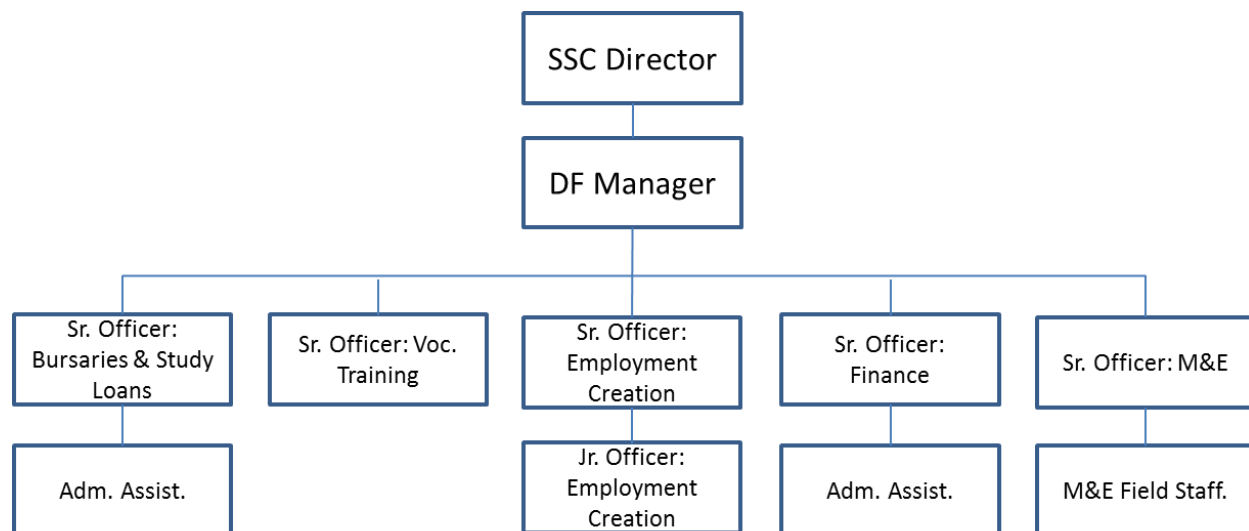 SSC Director
DF Manager
Sr. Officer:
Bursaries & Study
Loans
Sr. Officer: Voc.
Training
Sr. Officer:
Employment
Creation
Sr. Officer:
Finance
Sr. Officer: M&E
Adm. Assist.
Jr. Officer:
Employment
Creation
Adm. Assist.
M&E Field Staff.